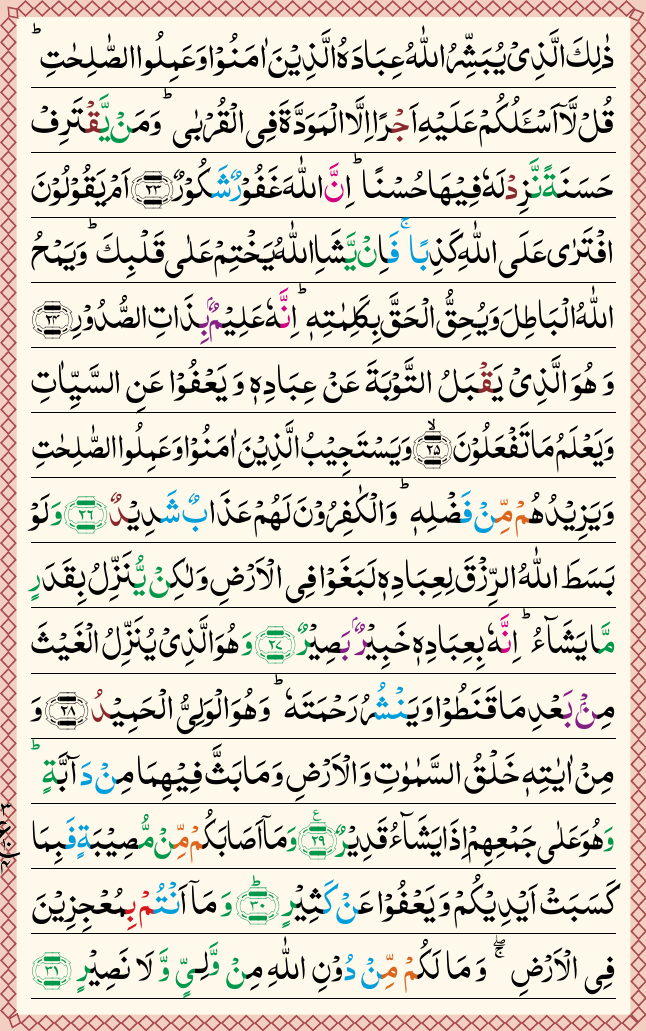 ذٰلِكَ الَّذِیْ یُبَشِّرُ اللّٰهُ عِبَادَهُ الَّذِیْنَ اٰمَنُوْا وَ عَمِلُوا الصّٰلِحٰتِ ؕ
قُلْ لَّاۤ اَسْـَٔلُكُمْ عَلَیْهِ اَجْرًا اِلَّا الْمَوَدَّةَ فِی الْقُرْبٰی ؕ وَ مَنْ یَّقْتَرِفْ
حَسَنَةً نَّزِدْ لَهٗ فِیْهَا حُسْنًا ؕ اِنَّ اللّٰهَ غَفُوْرٌ شَكُوْرٌ ﴿۲۳﴾ اَمْ یَقُوْلُوْنَ
افْتَرٰی عَلَی اللّٰهِ كَذِبًا ۚ فَاِنْ یَّشَاِ اللّٰهُ یَخْتِمْ عَلٰی قَلْبِكَ ؕ وَ یَمْحُ
اللّٰهُ الْبَاطِلَ وَ یُحِقُّ الْحَقَّ بِكَلِمٰتِهٖ ؕ اِنَّهٗ عَلِیْمٌۢ بِذَاتِ الصُّدُوْرِ ﴿۲۴﴾
وَ هُوَ الَّذِیْ یَقْبَلُ التَّوْبَةَ عَنْ عِبَادِهٖ وَ یَعْفُوْا عَنِ السَّیِّاٰتِ
وَ یَعْلَمُ مَا تَفْعَلُوْنَ ﴿ۙ۲۵﴾ وَ یَسْتَجِیْبُ الَّذِیْنَ اٰمَنُوْا وَ عَمِلُوا الصّٰلِحٰتِ
وَ یَزِیْدُهُمْ مِّنْ فَضْلِهٖ ؕ وَ الْكٰفِرُوْنَ لَهُمْ عَذَابٌ شَدِیْدٌ ﴿۲۶﴾ وَ لَوْ
بَسَطَ اللّٰهُ الرِّزْقَ لِعِبَادِهٖ لَبَغَوْا فِی الْاَرْضِ وَ لٰكِنْ یُّنَزِّلُ بِقَدَرٍ
مَّا یَشَآءُ ؕ اِنَّهٗ بِعِبَادِهٖ خَبِیْرٌۢ بَصِیْرٌ ﴿۲۷﴾ وَ هُوَ الَّذِیْ یُنَزِّلُ الْغَیْثَ
مِنْۢ بَعْدِ مَا قَنَطُوْا وَ یَنْشُرُ رَحْمَتَهٗ ؕ وَ هُوَ الْوَلِیُّ الْحَمِیْدُ ﴿۲۸﴾ وَ
مِنْ اٰیٰتِهٖ خَلْقُ السَّمٰوٰتِ وَ الْاَرْضِ وَ مَا بَثَّ فِیْهِمَا مِنْ دَآبَّةٍ ؕ
وَ هُوَ عَلٰی جَمْعِهِمْ اِذَا یَشَآءُ قَدِیْرٌ ﴿۲۹﴾ ع وَ مَاۤ اَصَابَكُمْ مِّنْ مُّصِیْبَةٍ فَبِمَا
كَسَبَتْ اَیْدِیْكُمْ وَ یَعْفُوْا عَنْ كَثِیْرٍ ﴿ؕ۳۰﴾ وَ مَاۤ اَنْتُمْ بِمُعْجِزِیْنَ
فِی الْاَرْضِ ۖۚ وَ مَا لَكُمْ مِّنْ دُوْنِ اللّٰهِ مِنْ وَّلِیٍّ وَّ لَا نَصِیْرٍ ﴿۳۱﴾